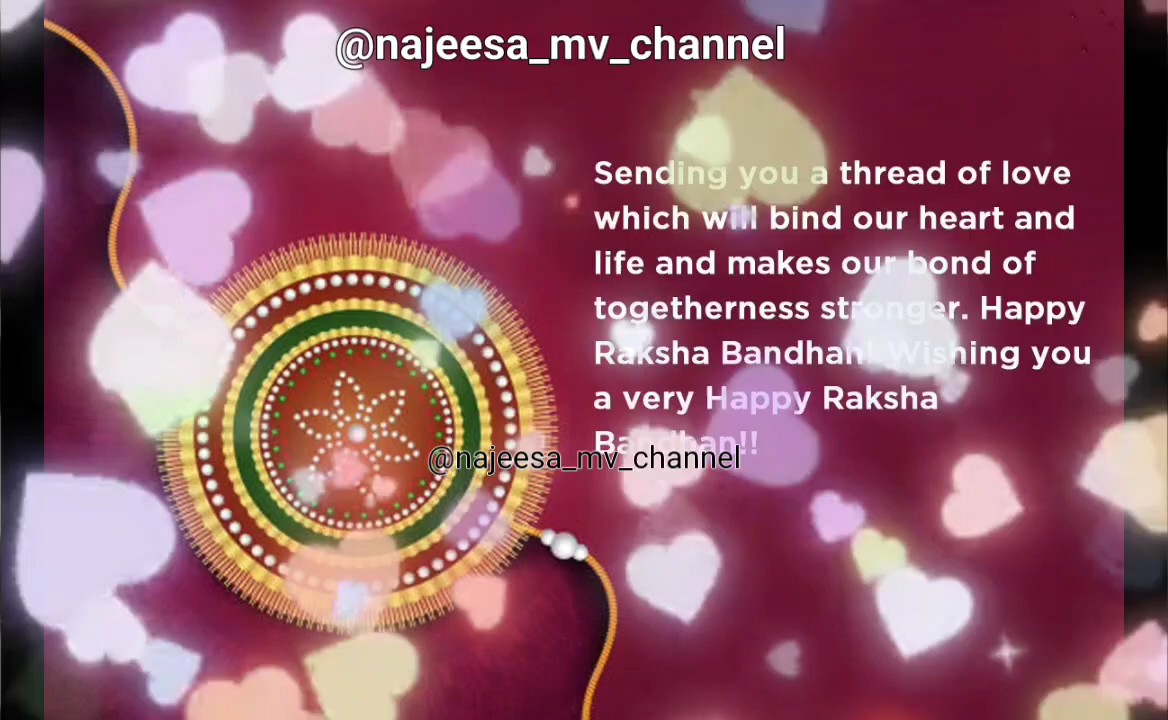 @najeesa_mv_channel
Sending you a thread of love
which will bind our heart and
life and makes our bond of
togetherness stronger. Happy
Raksha Bandhan! Wishing you
a very Happy Raksha
Bandhan!!
@najeesa_mv_channel